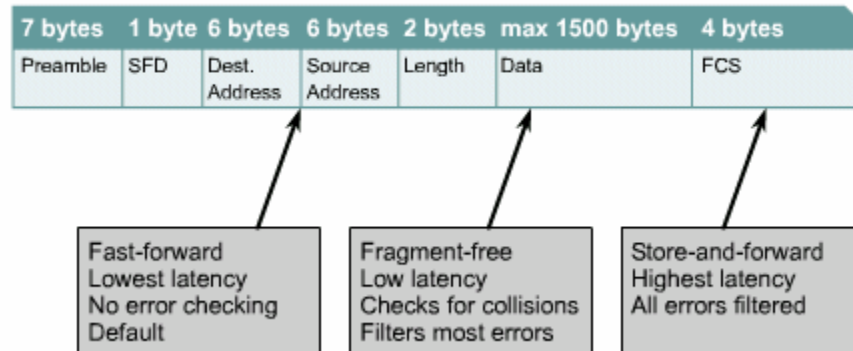 7 bytes 1 byte 6 bytes 6 bytes 2 bytes max 1500 bytes 4 bytes
Preamble SFD Dest. Source Length Data FCS
Address Address
Fast-forward
Lowest latency
No error checking
Default
Fragment-free
Low latency
Checks for collisions
Filters most errors
Store-and-forward
Highest latency
All errors filtered